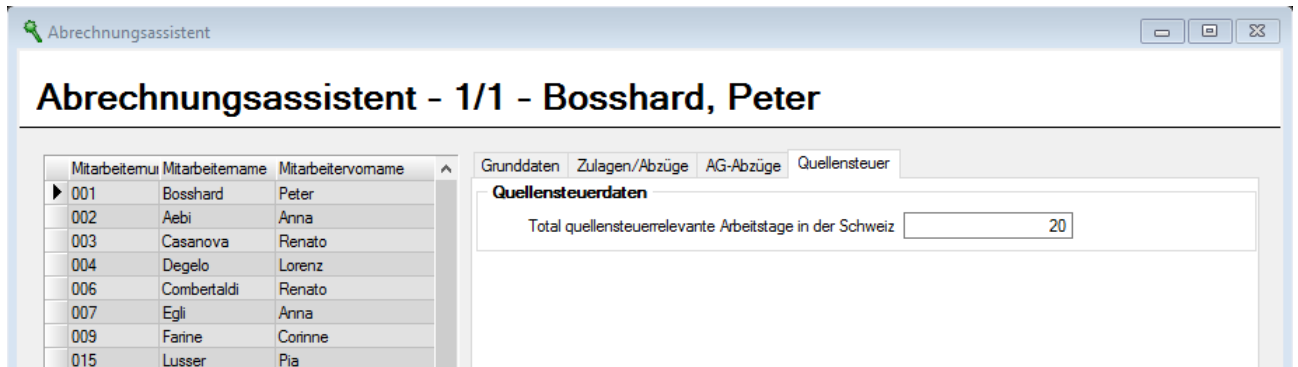 Abrechnungsassistent
Abrechnungsassistent - 1/1 - Bosshard, Peter
Mitarbeiternur Mitarbeitername Mitarbeitervorname
001 Bosshard Peter
002 Aebi Anna
003 Casanova Renato
004 Degelo Lorenz
006 Combertaldi Renato
007 Egli Anna
009 Farine Corinne
015 Lusser Pia
Grunddaten Zulagen/Abzüge AG-Abzüge Quellensteuer
Quellensteuerdaten
Total quellensteuerrelevante Arbeitstage in der Schweiz 20